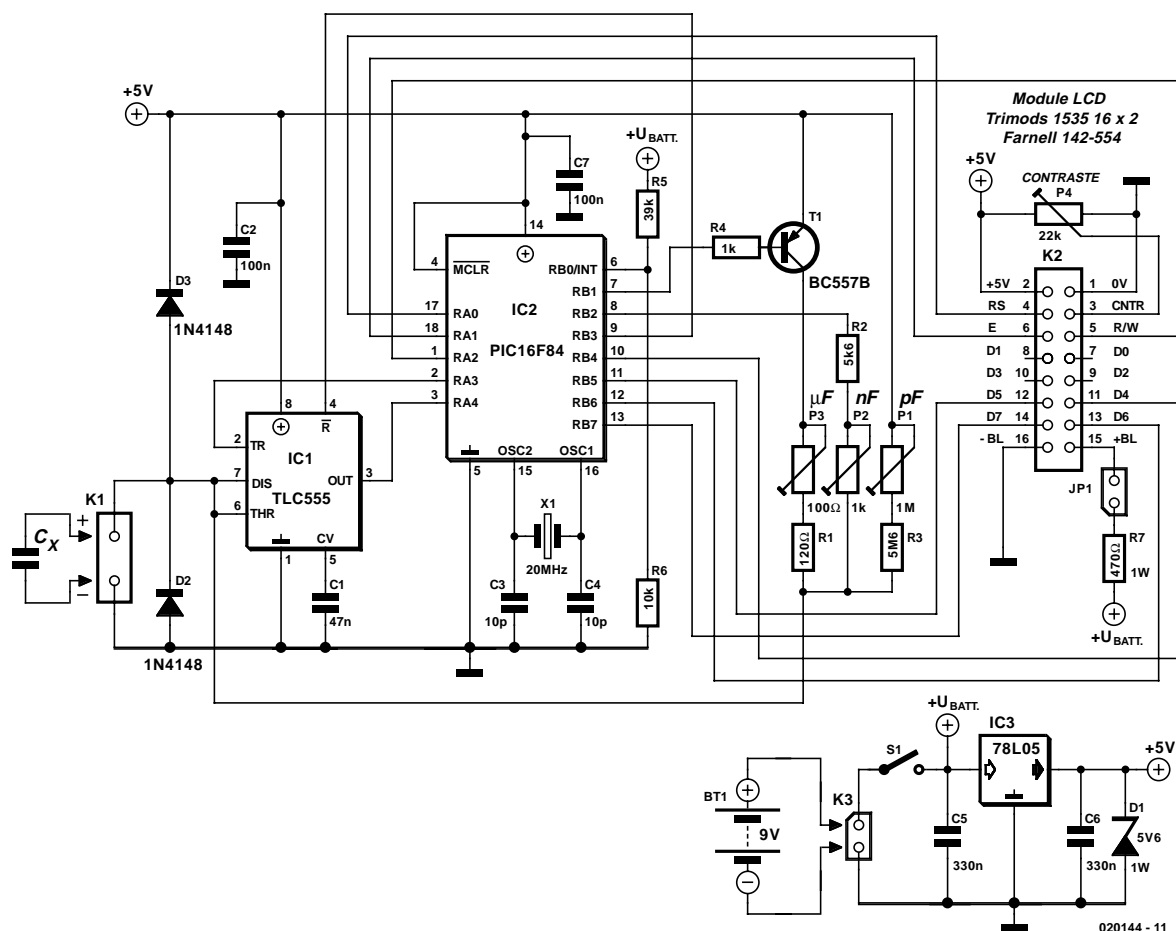 +5V
Module LCD
Trimods 1535 16 x 2
Farnell 142-554
+UBATT.
+5V
C7
100n
R5
39k
CONTRASTE
P4
22k
C2
100n
14
R4
1k
T1
BC557B
K2
D3
1N4148
4 MCLR
17 RA0
18 RA1
1 RA2
2 RA3
3 RA4
IC2
PIC16F84
RB0/INT 6
RB1 7
RB2 8
RB3 9
RB4 10
RB5 11
RB6 12
RB7 13
OSC2 OSC1
5 15 16
R2
5k6
+5V 2 1 0V
RS 4 3 CNTR
E 6 5 R/W
D1 8 7 D0
D3 10 9 D2
D5 12 11 D4
D7 14 13 D6
-BL 16 15 +BL
µF nF pF
P3 P2 P1
100Ω 1k 1M
120Ω R1
5M6 R3
8 4
R
2 TR
7 DIS
6 THR
IC1
TLC555
OUT 3
CV
1 5
K1
CX
+
–
X1
20MHz
JP1
R7
470Ω
1W
+UBATT.
D2
1N4148
C1
47n
C3
10p
C4
10p
R6
10k
+UBATT.
IC3
78L05
+5V
S1
BT1
9V
K3
C5
330n
C6
330n
D1
5V6
1W
020144 - 11